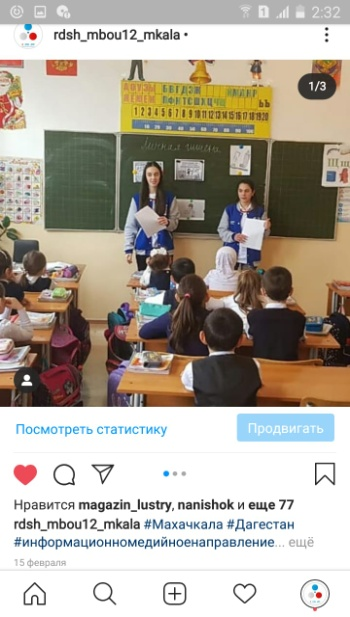 2:32
rdsh_mbou12_mkala •
1/3
Личная гигиена
1 2 3 4 5 6 7 8 9 10 11 12 13 14 15 16 17 18 19 20
Посмотреть статистику
Продвигать
Нравится magazin_lustry, nanishok и еще 77
rdsh_mbou12_mkala #Махачкала #Дагестан
#информационномедийноенаправление... ещё
15 февраля